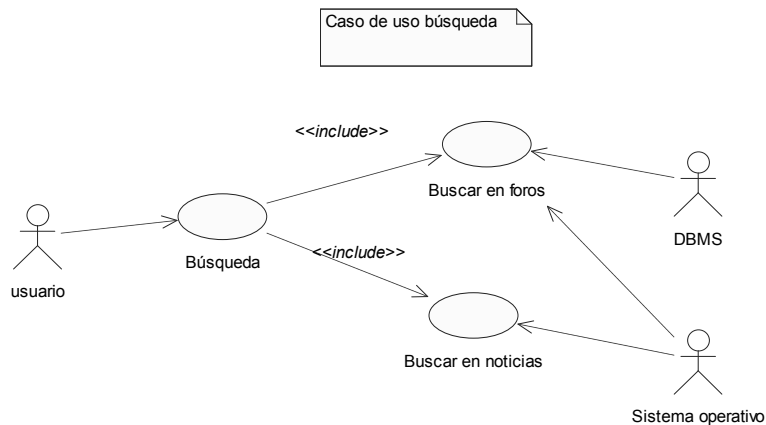 Caso de uso búsqueda
<<include>>
Buscar en foros
DBMS
Búsqueda
<<include>>
usuario
Buscar en noticias
Sistema operativo